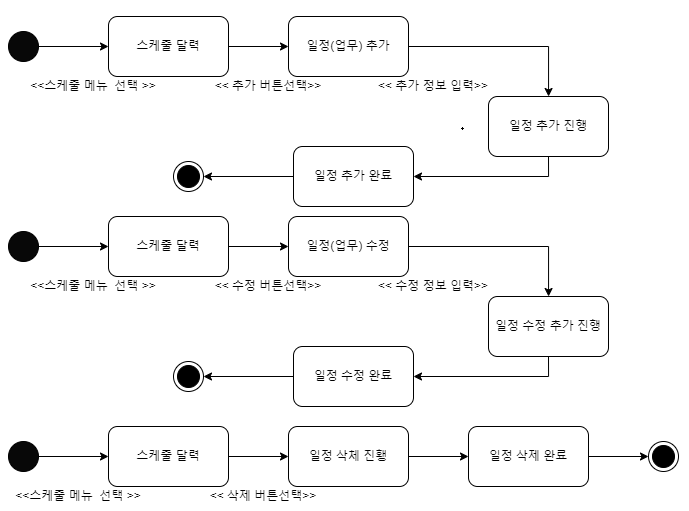 스케줄 달력
일정(업무) 추가
<<스케줄 메뉴 선택 >>
<< 추가 버튼선택>>
<< 추가 정보 입력>>
일정 추가 진행
일정 추가 완료
스케줄 달력
일정(업무) 수정
<<스케줄 메뉴 선택 >>
<< 수정 버튼선택>>
<< 수정 정보 입력>>
일정 수정 추가 진행
일정 수정 완료
스케줄 달력
일정 삭제 진행
일정 삭제 완료
<<스케줄 메뉴 선택 >>
<< 삭제 버튼선택>>